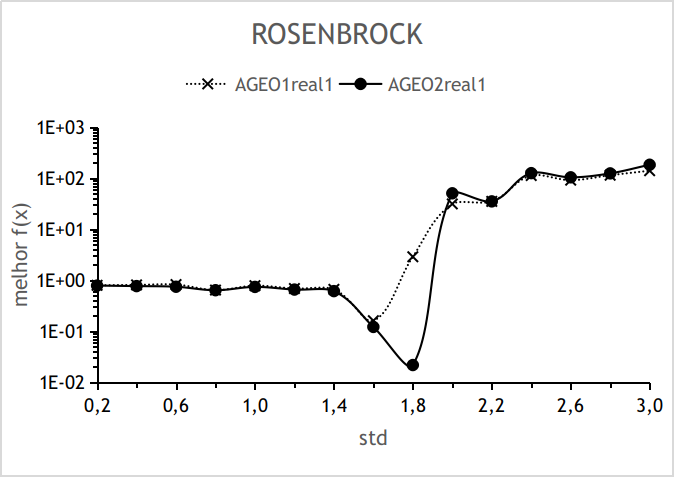 ROSENBROCK
AGEO1real1 AGEO2real1
1E+03
1E+02
1E+01
1E+00
1E-01
1E-02
melhor f(x)
0,2 0,6 1,0 1,4 1,8 2,2 2,6 3,0
std